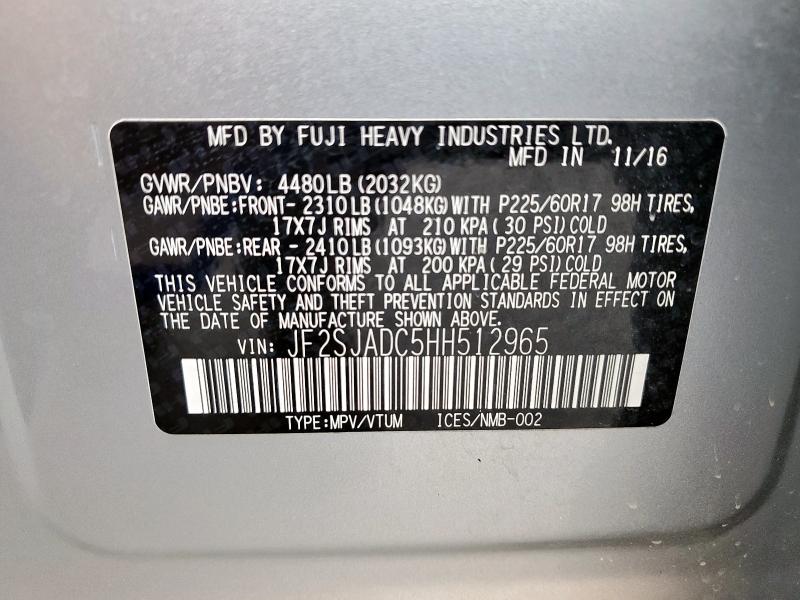 MFD BY FUJI HEAVY INDUSTRIES LTD.
MFD IN 11/16
GVWR/PNBV: 4480LB(2032KG)
GAWR/PNBE:FRONT- 2310LB(1048KG)WITH P225/60R17 98H TIRES,
17X7J RIMS AT 210 KPA( 30 PSI)COLD
GAWR/PNBE:REAR - 2410LB(1093KG)WITH P225/60R17 98H TIRES,
17X7J RIMS AT 200 KPA( 29 PSI)COLD
THIS VEHICLE CONFORMS TO ALL APPLICABLE FEDERAL MOTOR
VEHICLE SAFETY AND THEFT PREVENTION STANDARDS IN EFFECT ON
THE DATE OF MANUFACTURE SHOWN ABOVE.
VIN: JF2SJADC5HH512965
TYPE:MPV/VTUM ICES/NMB-002